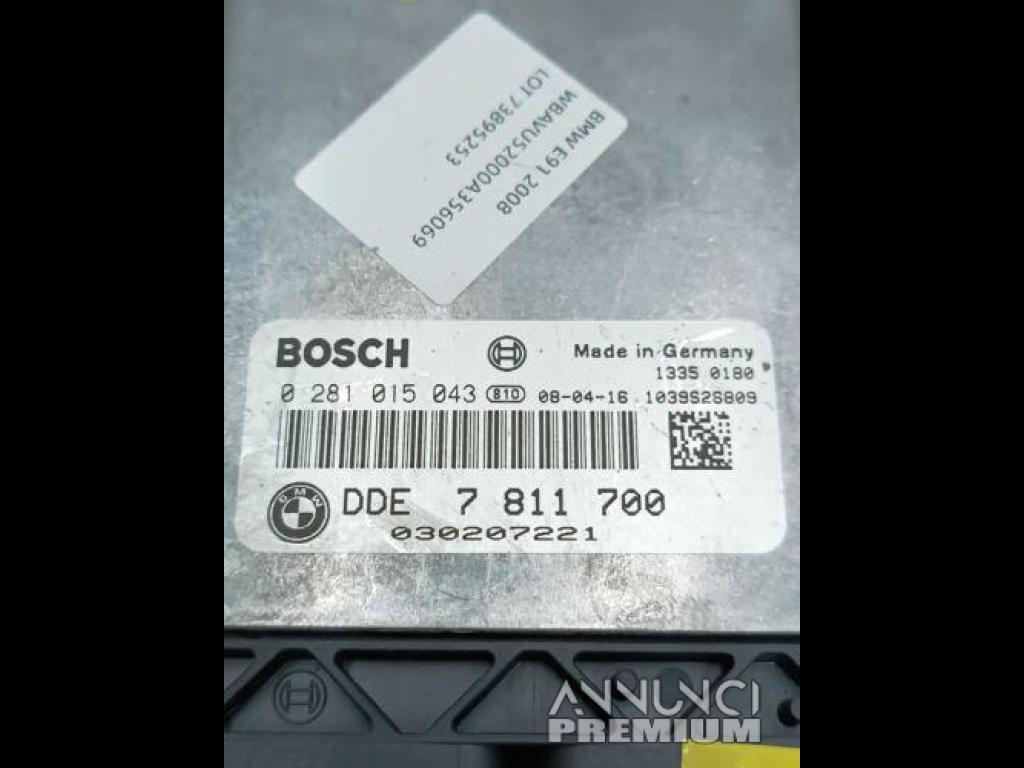 BMW E91 2008
WBAVU52000A356069
LOT 73895253
BOSCH
Made in Germany
1335 0180
0 281 015 043 810 08-04-16 1039S2S809
BMW DDE 7 811 700
030207221
ANNUNCI
PREMIUM